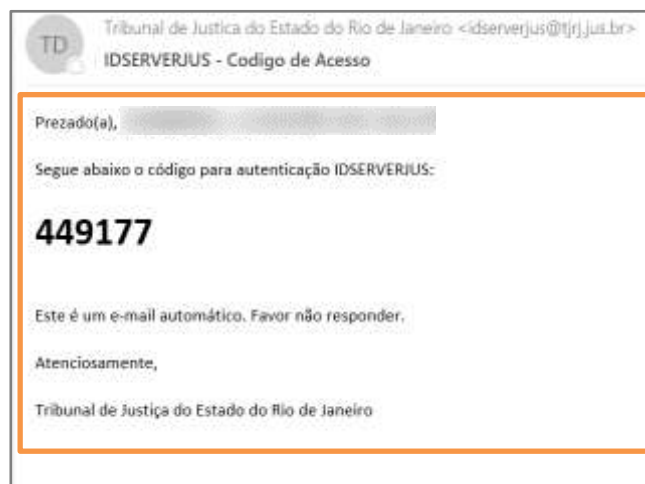 TD
Tribunal de Justica do Estado do Rio de Janeiro <idserverjus@tjrj.jus.br>
IDSERVERJUS - Codigo de Acesso
Prezado(a),
Segue abaixo o código para autenticação IDSERVERJUS:
449177
Este é um e-mail automático. Favor não responder.
Atenciosamente,
Tribunal de Justiça do Estado do Rio de Janeiro